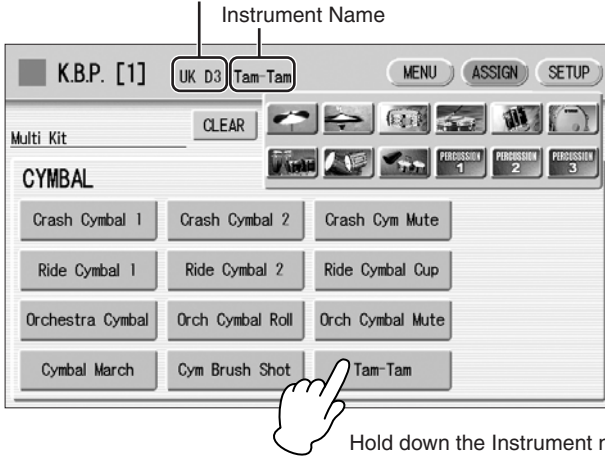 Instrument Name
K.B.P. [1] UK D3 Tam-Tam MENU ASSIGN SETUP
Multi Kit CLEAR
PERCUSSION 1 PERCUSSION 2 PERCUSSION 3
CYMBAL
Crash Cymbal 1 Crash Cymbal 2 Crash Cym Mute
Ride Cymbal 1 Ride Cymbal 2 Ride Cymbal Cup
Orchestra Cymbal Orch Cymbal Roll Orch Cymbal Mute
Cymbal March Cym Brush Shot Tam-Tam
Hold down the Instrument